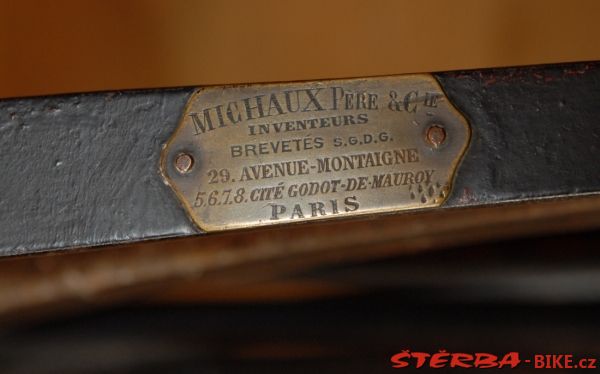 MICHAUX PERE & CIE
INVENTEURS
BREVETÉS S.G.D.G.
29. AVENUE-MONTAIGNE
5.6.7.8. CITÉ GODOT-DE-MAUROY
PARIS
ŠTĚRBA-BIKE.cz